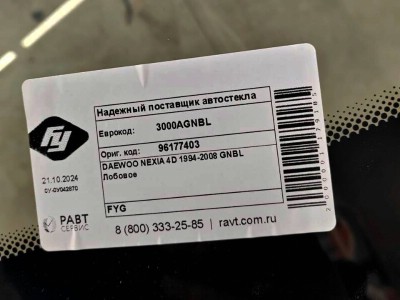 Надежный поставщик автостекла
Еврокод: 3000AGNBL
Ориг. код: 96177403
DAEWOO NEXIA 4D 1994-2008 GNBL
Лобовое
FYG
FY
21.10.2024
РАВТ
СЕРВИС
8 (800) 333-25-85 | ravt.com.ru